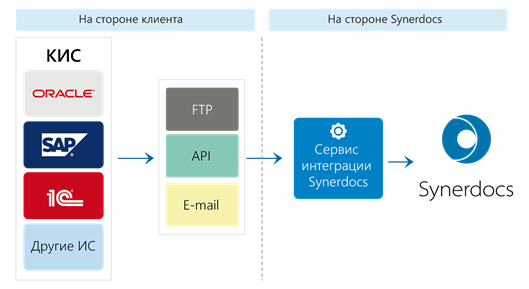 На стороне клиента
На стороне Synerdocs
КИС
ORACLE
SAP
1С
Другие ИС
FTP
API
E-mail
Сервис
интеграции
Synerdocs
Synerdocs